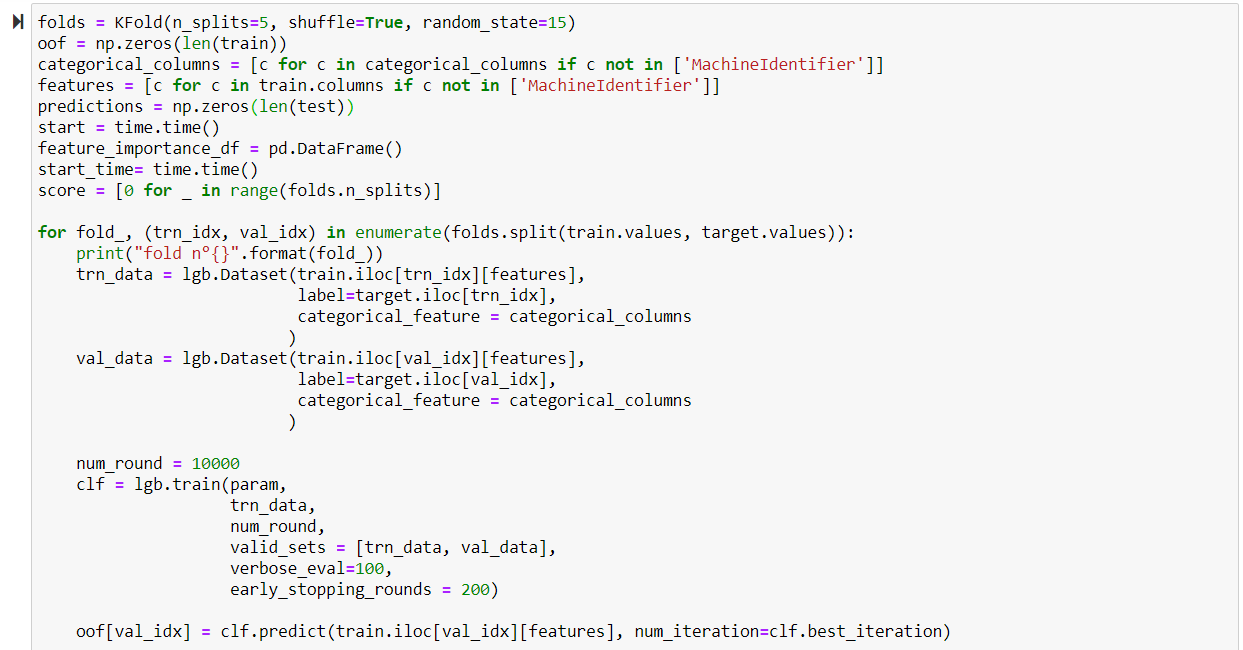 folds = KFold(n_splits=5, shuffle=True, random_state=15)
oof = np.zeros(len(train))
categorical_columns = [c for c in categorical_columns if c not in ['MachineIdentifier']]
features = [c for c in train.columns if c not in ['MachineIdentifier']]
predictions = np.zeros(len(test))
start = time.time()
feature_importance_df = pd.DataFrame()
start_time= time.time()
score = [0 for _ in range(folds.n_splits)]

for fold_, (trn_idx, val_idx) in enumerate(folds.split(train.values, target.values)):
    print("fold n°{}".format(fold_))
    trn_data = lgb.Dataset(train.iloc[trn_idx][features],
                           label=target.iloc[trn_idx],
                           categorical_feature = categorical_columns
                          )
    val_data = lgb.Dataset(train.iloc[val_idx][features],
                           label=target.iloc[val_idx],
                           categorical_feature = categorical_columns
                          )

    num_round = 10000
    clf = lgb.train(param,
                    trn_data,
                    num_round,
                    valid_sets = [trn_data, val_data],
                    verbose_eval=100,
                    early_stopping_rounds = 200)

    oof[val_idx] = clf.predict(train.iloc[val_idx][features], num_iteration=clf.best_iteration)